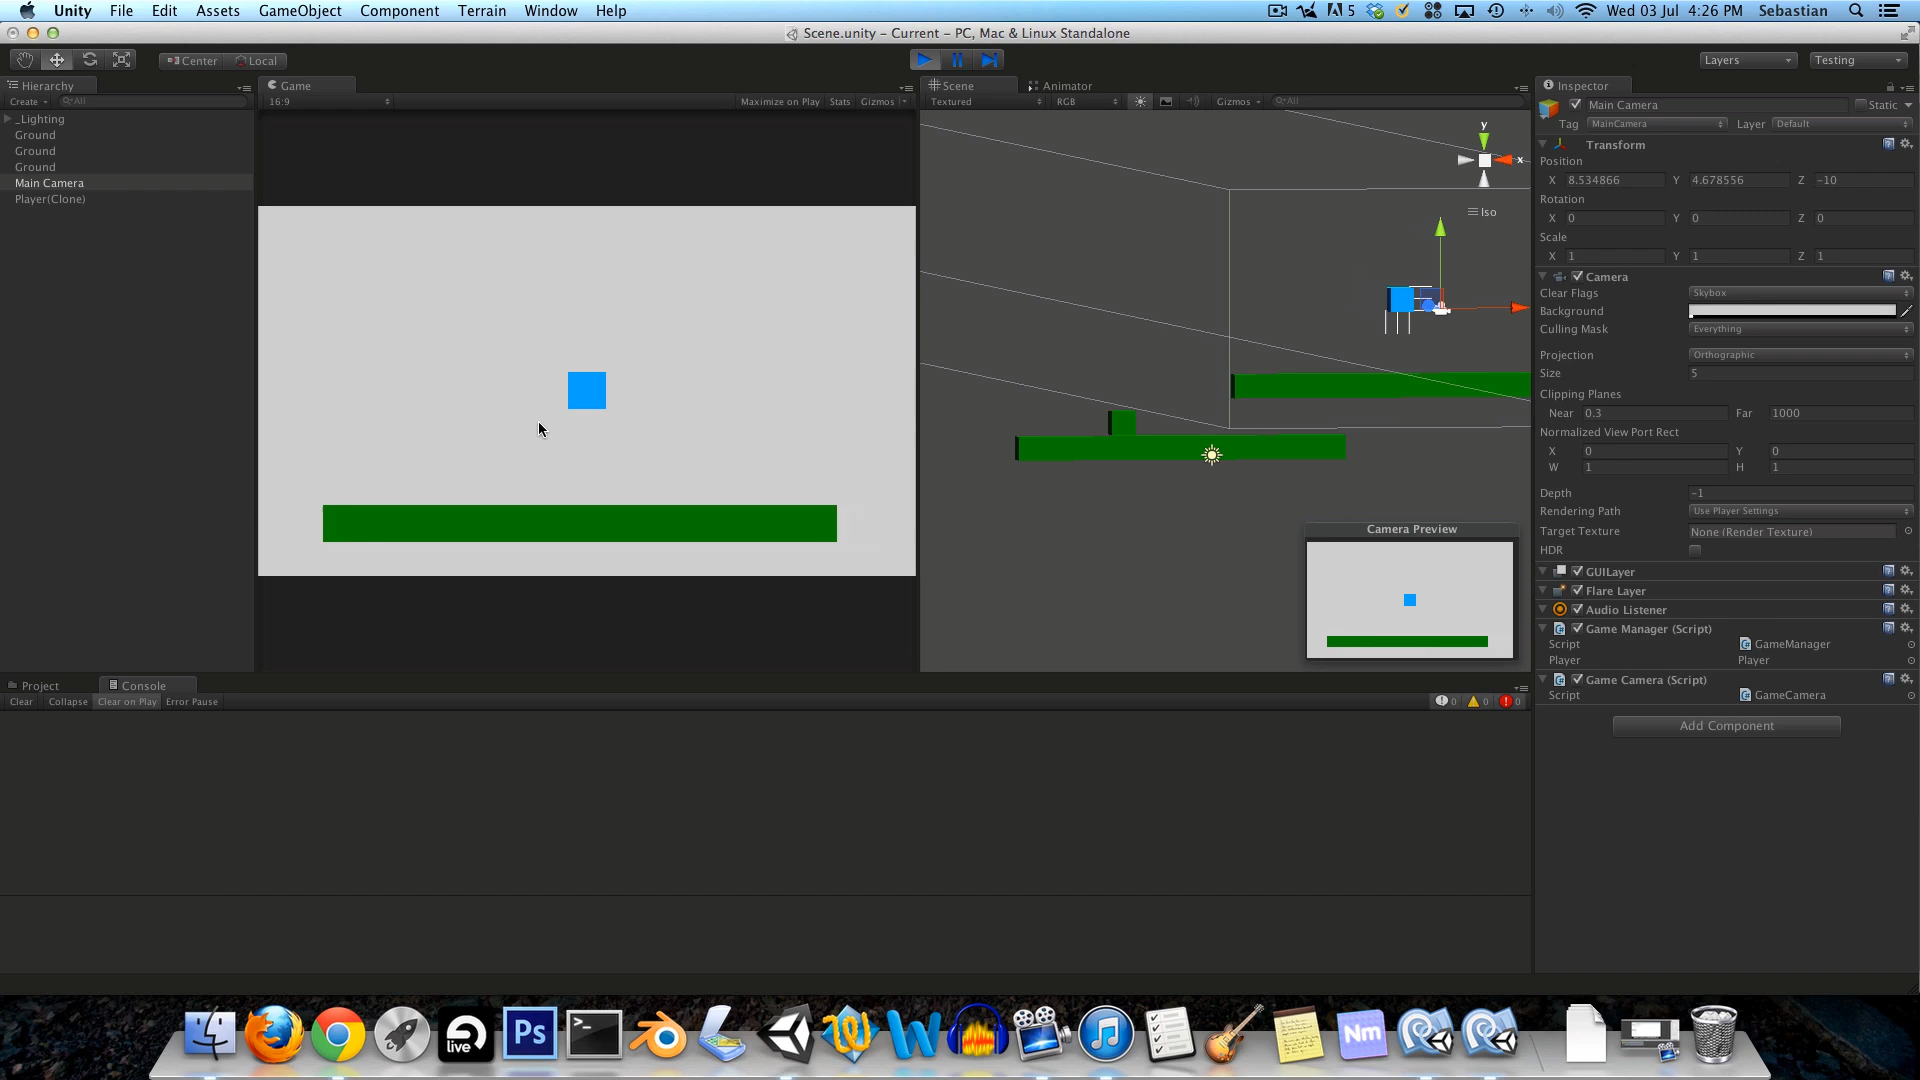 Unity File Edit Assets GameObject Component Terrain Window Help
5 Wed 03 Jul 4:26 PM Sebastian
Scene.unity – Current – PC, Mac & Linux Standalone
Center Local
Layers Testing
Hierarchy
Create All
_Lighting
Ground
Ground
Ground
Main Camera
Player(Clone)
Game
16:9 Maximize on Play Stats Gizmos
Scene Animator
Textured RGB Gizmos All
y
x
Iso
Camera Preview
Inspector
Main Camera Static
Tag MainCamera Layer Default
Transform
Position
X 8.534866 Y 4.678556 Z -10
Rotation
X 0 Y 0 Z 0
Scale
X 1 Y 1 Z 1
Camera
Clear Flags Skybox
Background
Culling Mask Everything
Projection Orthographic
Size 5
Clipping Planes
Near 0.3 Far 1000
Normalized View Port Rect
X 0 Y 0
W 1 H 1
Depth -1
Rendering Path Use Player Settings
Target Texture None (Render Texture)
HDR
GUILayer
Flare Layer
Audio Listener
Game Manager (Script)
Script GameManager
Player Player
Game Camera (Script)
Script GameCamera
Add Component
Project Console
Clear Collapse Clear on Play Error Pause 0 0 0
live Ps Nm